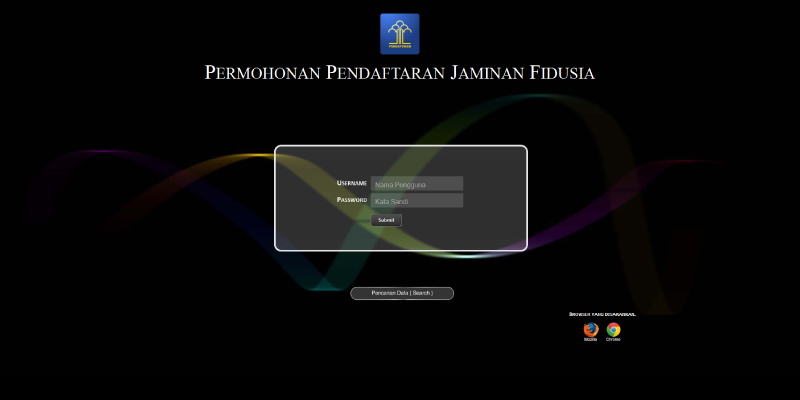 PENGAYOMAN
PERMOHONAN PENDAFTARAN JAMINAN FIDUSIA
USERNAME Nama Pengguna
PASSWORD Kata Sandi
Submit
Pencarian Data [ Search ]
BROWSER YANG DISARANKAN.
Mozilla Chrome